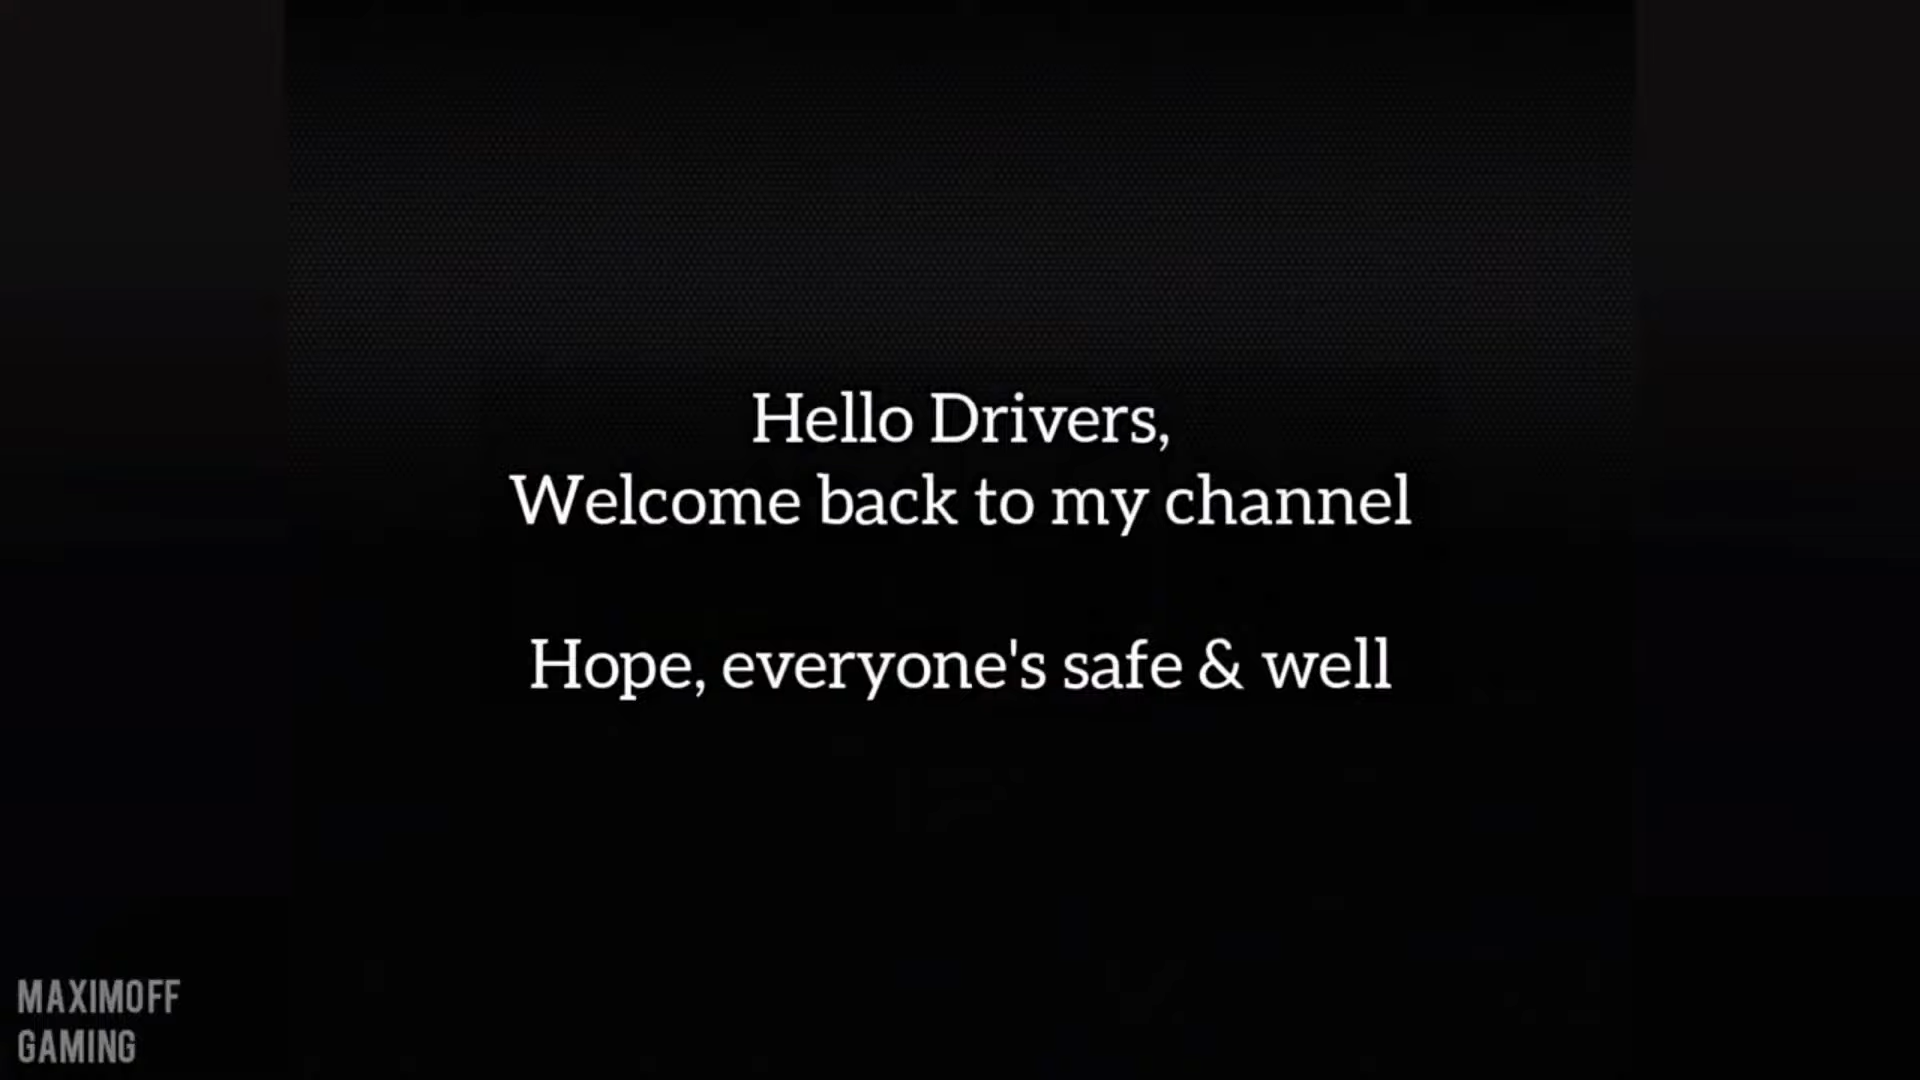 Hello Drivers,
Welcome back to my channel
Hope, everyone's safe & well
MAXIMOFF
GAMING